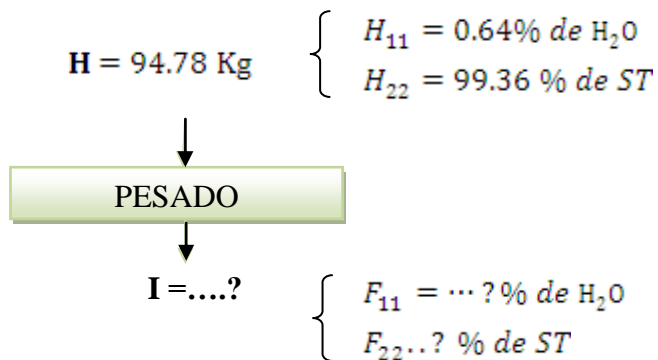 H = 94.78 Kg
H₁₁ = 0.64% de H₂O
H₂₂ = 99.36 % de ST
PESADO
I =....?
F₁₁ = ⋯ ? % de H₂O
F₂₂..? % de ST